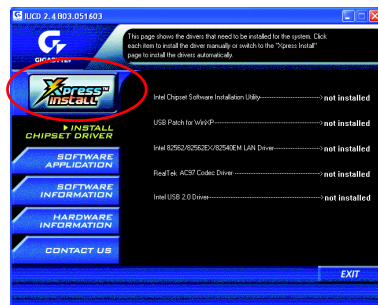 IUCD 2.4 B03.051603
GIGABYTE
This page shows the drivers that need to be installed for the system. Click
each item to install the driver manually or switch to the "Xpress Install"
page to install the drivers automatically.
Xpress™
Install
INSTALL
CHIPSET DRIVER
SOFTWARE
APPLICATION
SOFTWARE
INFORMATION
HARDWARE
INFORMATION
CONTACT US
Intel Chipset Software Installation Utility ---> not installed
USB Patch for WinXP ---> not installed
Intel 82562/82562EX/82540EM LAN Driver ---> not installed
RealTek AC97 Codec Driver ---> not installed
Intel USB 2.0 Driver ---> not installed
EXIT